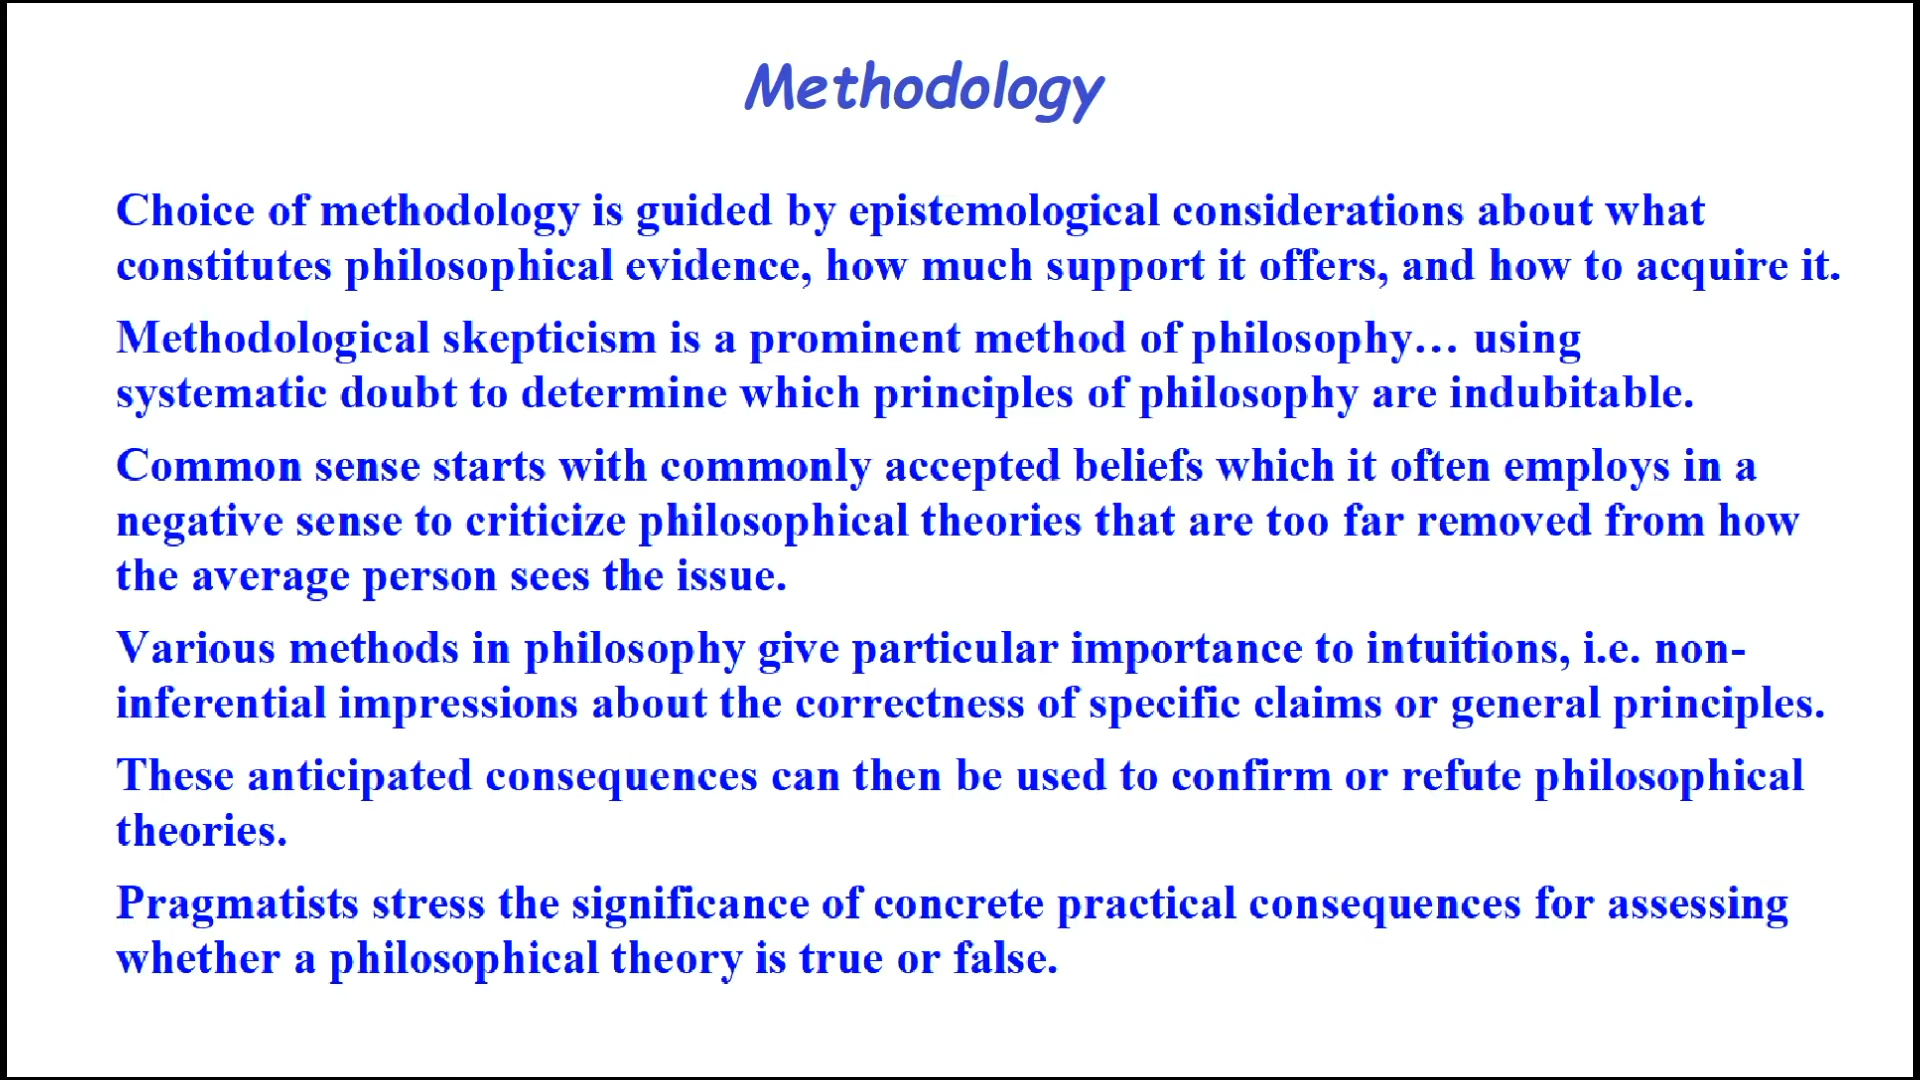 Methodology
Choice of methodology is guided by epistemological considerations about what
constitutes philosophical evidence, how much support it offers, and how to acquire it.
Methodological skepticism is a prominent method of philosophy… using
systematic doubt to determine which principles of philosophy are indubitable.
Common sense starts with commonly accepted beliefs which it often employs in a
negative sense to criticize philosophical theories that are too far removed from how
the average person sees the issue.
Various methods in philosophy give particular importance to intuitions, i.e. non-
inferential impressions about the correctness of specific claims or general principles.
These anticipated consequences can then be used to confirm or refute philosophical
theories.
Pragmatists stress the significance of concrete practical consequences for assessing
whether a philosophical theory is true or false.